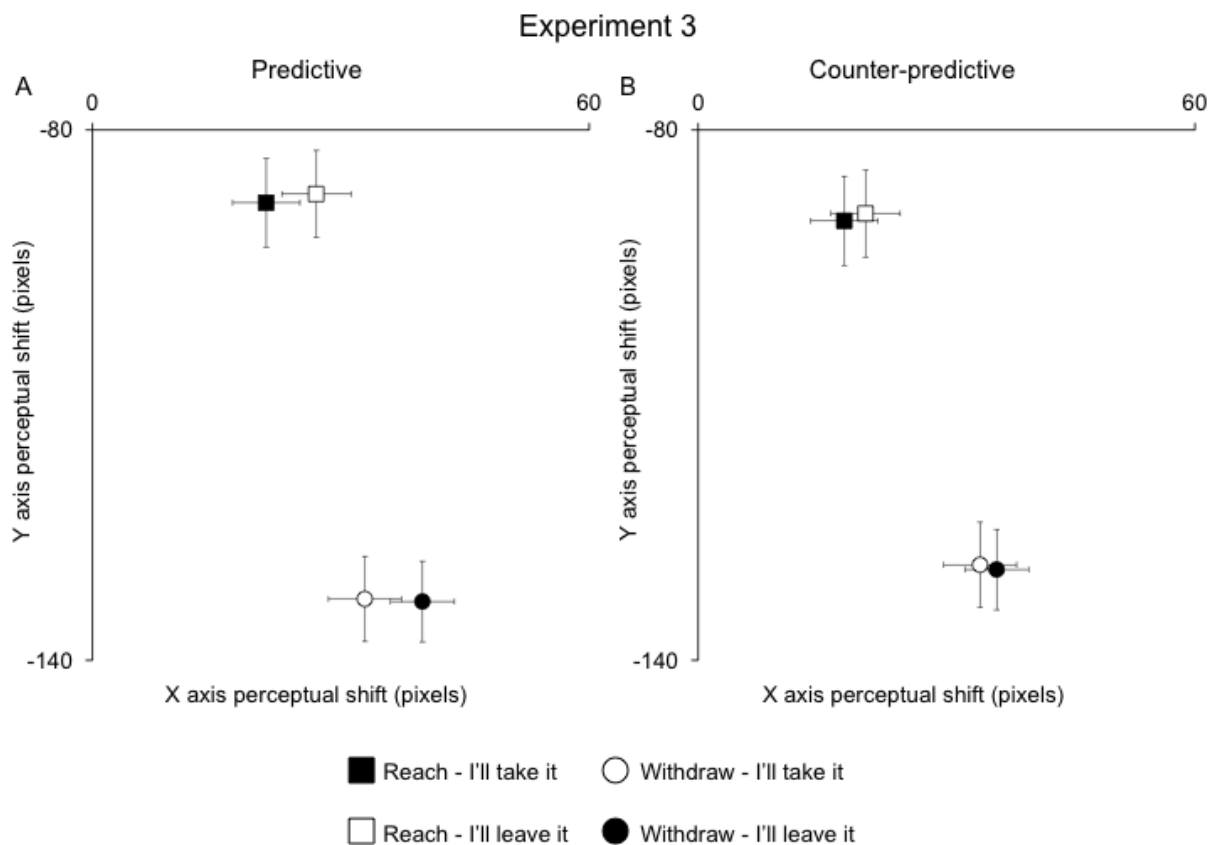 Experiment 3
Predictive
Counter-predictive
A
B
0
60
0
60
-80
-80
Y axis perceptual shift (pixels)
Y axis perceptual shift (pixels)
-140
-140
X axis perceptual shift (pixels)
X axis perceptual shift (pixels)
Reach - I'll take it
Withdraw - I'll take it
Reach - I'll leave it
Withdraw - I'll leave it